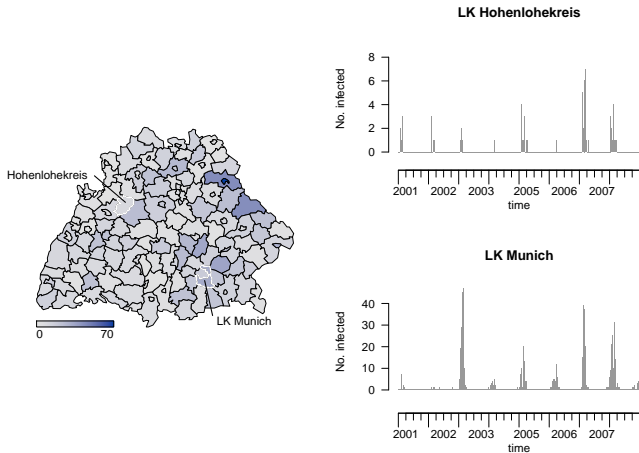 Hohenlohekreis
LK Munich
0 70
LK Hohenlohekreis
No. infected
8
6
4
2
0
2001 2002 2003 2005 2006 2007
time
LK Munich
No. infected
40
30
20
10
0
2001 2002 2003 2005 2006 2007
time